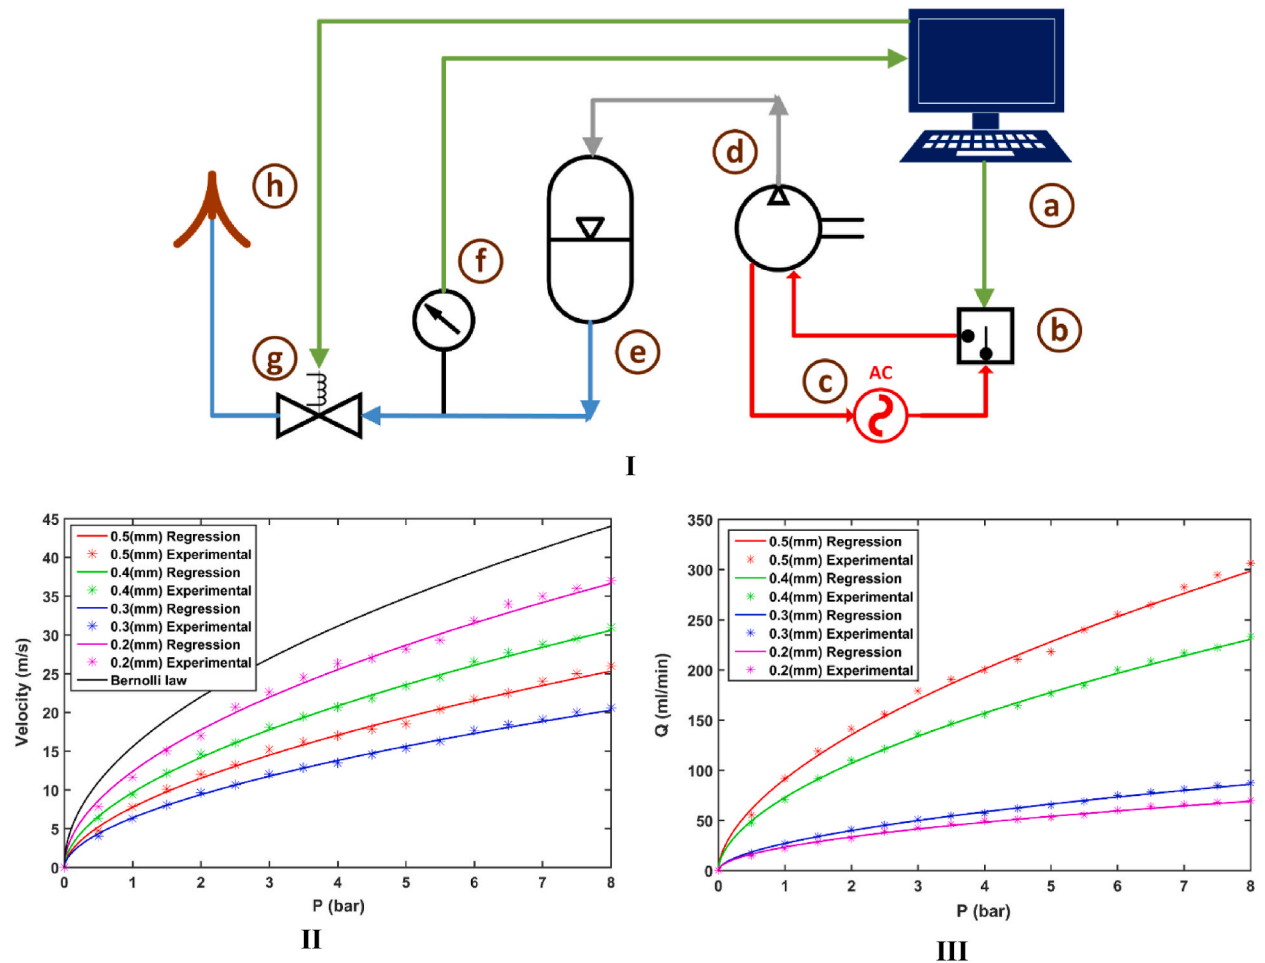 h
d
a
f
g
e
b
c
AC
I
45
40
35
30
25
20
15
10
5
0
Velocity (m/s)
0.5(mm) Regression
0.5(mm) Experimental
0.4(mm) Regression
0.4(mm) Experimental
0.3(mm) Regression
0.3(mm) Experimental
0.2(mm) Regression
0.2(mm) Experimental
Bernolli law
0 1 2 3 4 5 6 7 8
P (bar)
II
350
300
250
200
150
100
50
0
Q (ml/min)
0.5(mm) Regression
0.5(mm) Experimental
0.4(mm) Regression
0.4(mm) Experimental
0.3(mm) Regression
0.3(mm) Experimental
0.2(mm) Regression
0.2(mm) Experimental
0 1 2 3 4 5 6 7 8
P (bar)
III